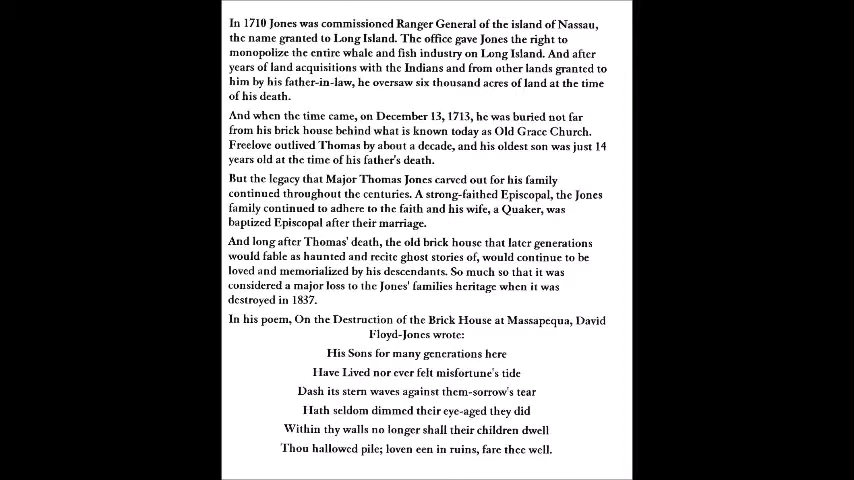 In 1710 Jones was commissioned Ranger General of the island of Nassau,
the name granted to Long Island. The office gave Jones the right to
monopolize the entire whale and fish industry on Long Island. And after
years of land acquisitions with the Indians and from other lands granted to
him by his father-in-law, he oversaw six thousand acres of land at the time
of his death.
And when the time came, on December 13, 1713, he was buried not far
from his brick house behind what is known today as Old Grace Church.
Freelove outlived Thomas by about a decade, and his oldest son was just 14
years old at the time of his father's death.
But the legacy that Major Thomas Jones carved out for his family
continued throughout the centuries. A strong-faithed Episcopal, the Jones
family continued to adhere to the faith and his wife, a Quaker, was
baptized Episcopal after their marriage.
And long after Thomas' death, the old brick house that later generations
would fable as haunted and recite ghost stories of, would continue to be
loved and memorialized by his descendants. So much so that it was
considered a major loss to the Jones' families heritage when it was
destroyed in 1837.
In his poem, On the Destruction of the Brick House at Massapequa, David
Floyd-Jones wrote:
His Sons for many generations here
Have Lived nor ever felt misfortune's tide
Dash its stern waves against them-sorrow's tear
Hath seldom dimmed their eye-aged they did
Within thy walls no longer shall their children dwell
Thou hallowed pile; loven een in ruins, fare thee well.